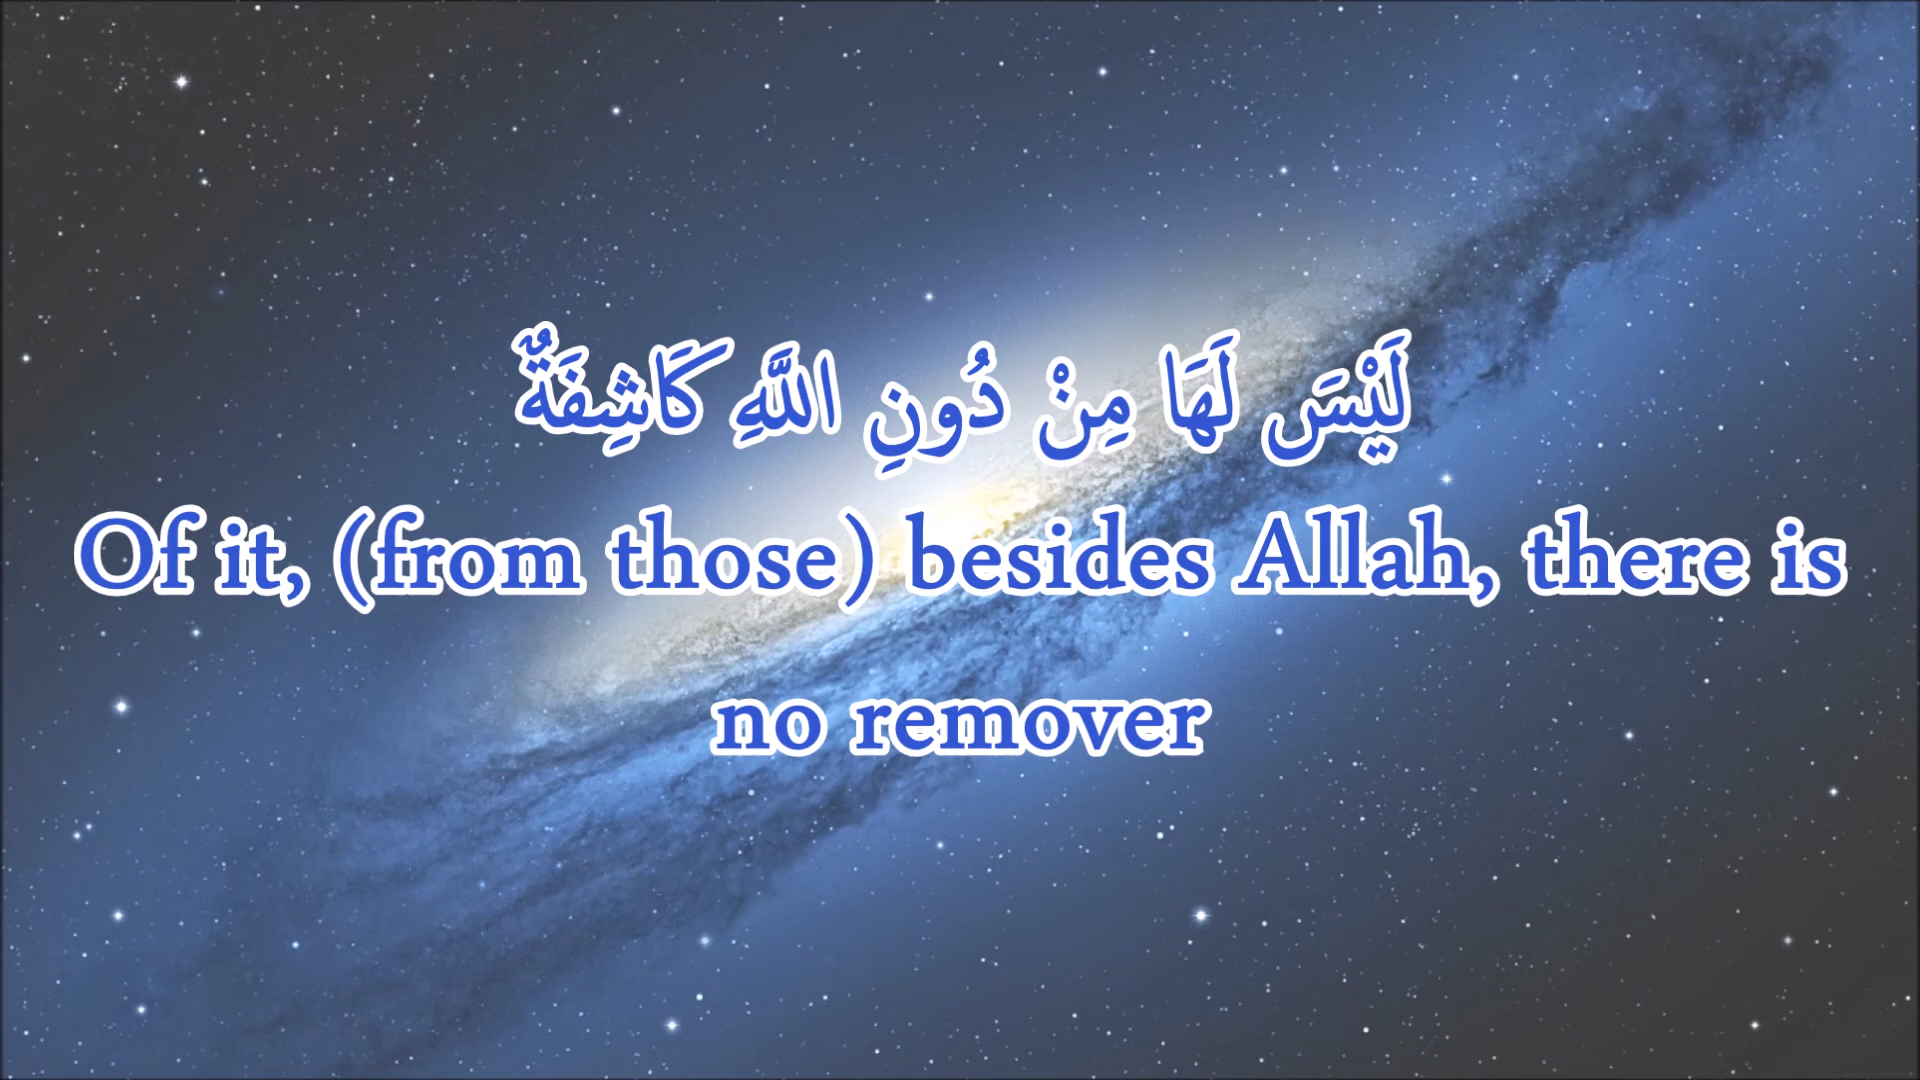 لَيْسَ لَهَا مِنْ دُونِ اللَّهِ كَاشِفَةٌ
Of it, (from those) besides Allah, there is
no remover